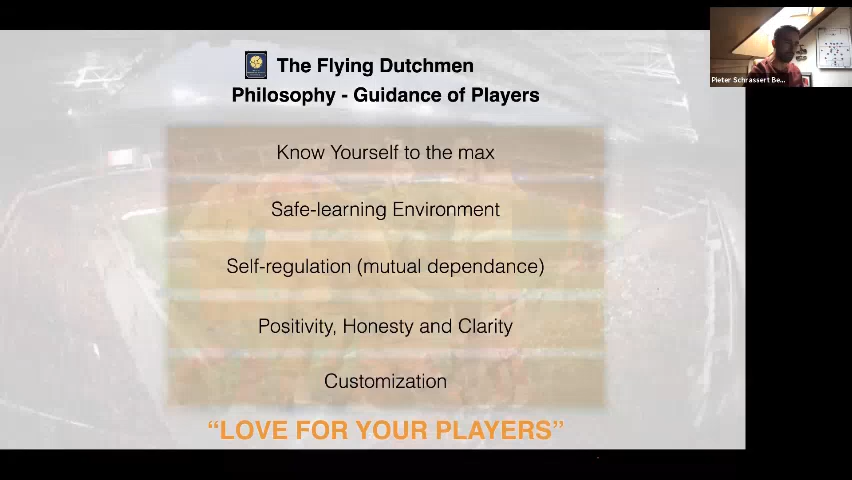 The Flying Dutchmen
Philosophy - Guidance of Players
Know Yourself to the max
Safe-learning Environment
Self-regulation (mutual dependance)
Positivity, Honesty and Clarity
Customization
“LOVE FOR YOUR PLAYERS”
Pieter Schrassert Be...